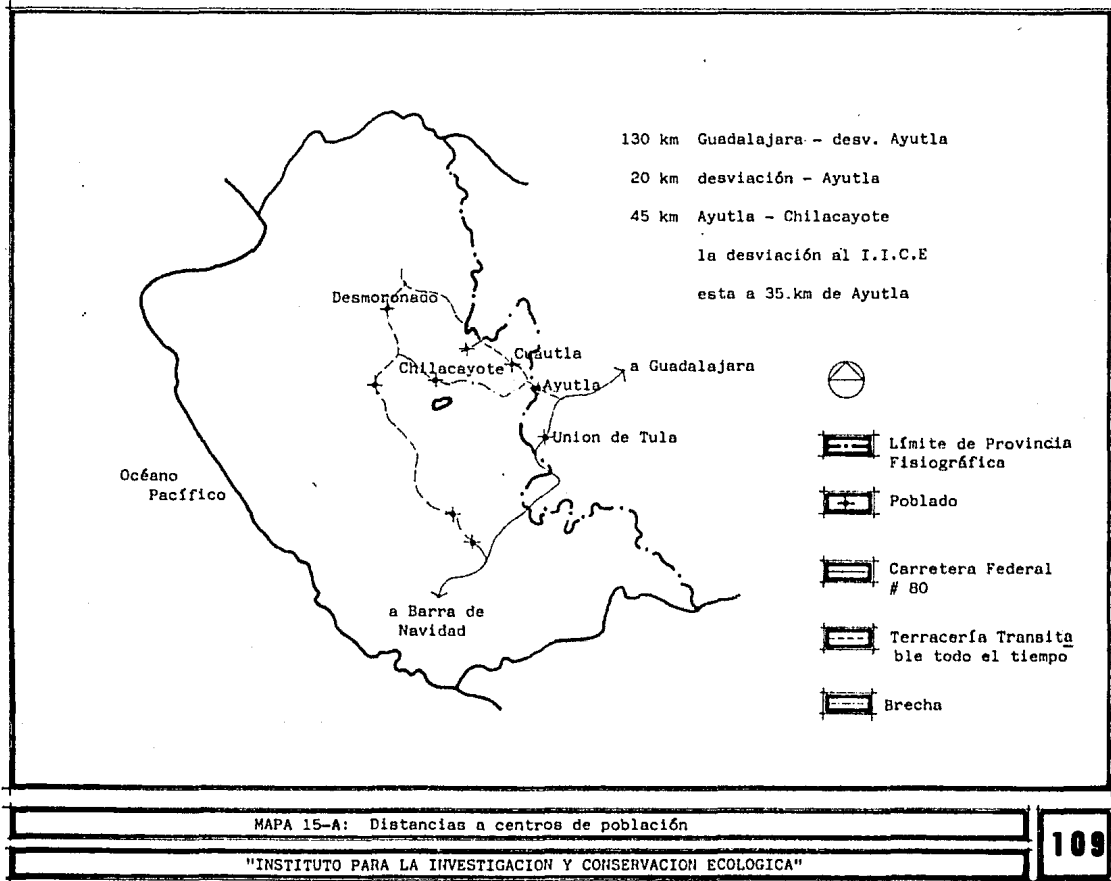 130 km Guadalajara - desv. Ayutla
20 km desviación - Ayutla
45 km Ayutla - Chilacayote
la desviación al I.I.C.E
esta a 35.km de Ayutla
Desmoronado
Cuautla
Chilacayote
Ayutla
a Guadalajara
Union de Tula
Océano
Pacífico
a Barra de
Navidad
Límite de Provincia
Fisiográfica
Poblado
Carretera Federal
# 80
Terracería Transita
ble todo el tiempo
Brecha
MAPA 15-A: Distancias a centros de población
"INSTITUTO PARA LA INVESTIGACION Y CONSERVACION ECOLOGICA"
109